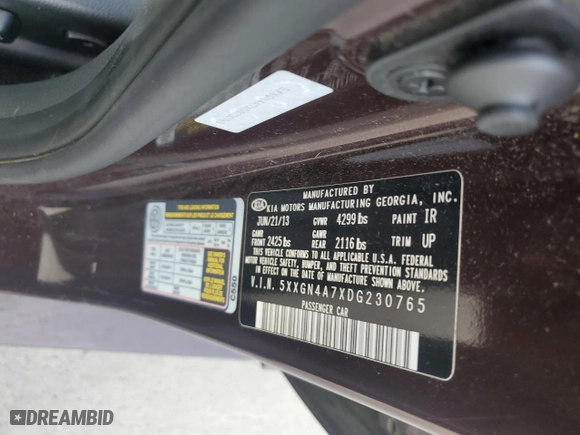 MANUFACTURED BY
KIA
KIA MOTORS MANUFACTURING GEORGIA, INC.
JUN/21/13 GVWR 4299 lbs PAINT IR
GAWR FRONT 2425 lbs GAWR REAR 2116 lbs TRIM UP
THIS VEHICLE CONFORMS TO ALL APPLICABLE U.S.A. FEDERAL
MOTOR VEHICLE SAFETY, BUMPER, AND THEFT PREVENTION
STANDARDS IN EFFECT ON THE DATE OF MANUFACTURE SHOWN
ABOVE.
V.I.N. 5XXGN4A7XDG230765
PASSENGER CAR
C550
DREAMBID